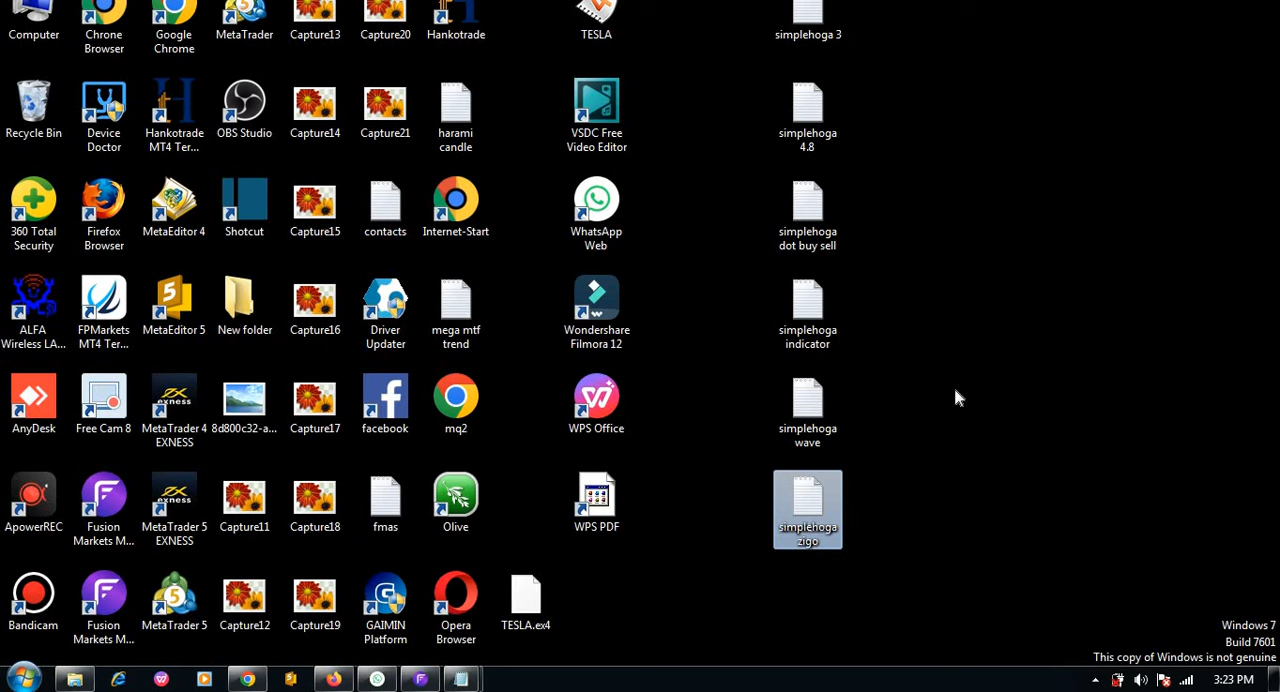 Computer
Chrome
Browser
Google
Chrome
MetaTrader
Capture13
Capture20
Hankotrade
TESLA
simplehoga 3
Recycle Bin
Device
Doctor
Hankotrade
MT4 Ter...
OBS Studio
Capture14
Capture21
harami
candle
VSDC Free
Video Editor
simplehoga
4.8
360 Total
Security
Firefox
Browser
MetaEditor 4
Shotcut
Capture15
contacts
Internet-Start
WhatsApp
Web
simplehoga
dot buy sell
ALFA
Wireless LA...
FPMarkets
MT4 Ter...
MetaEditor 5
New folder
Capture16
Driver
Updater
mega mtf
trend
Wondershare
Filmora 12
simplehoga
indicator
AnyDesk
Free Cam 8
MetaTrader 4
EXNESS
8d800c32-a...
Capture17
facebook
mq2
WPS Office
simplehoga
wave
ApowerREC
Fusion
Markets M...
MetaTrader 5
EXNESS
Capture11
Capture18
fmas
Olive
WPS PDF
simplehoga
zigo
Bandicam
Fusion
Markets M...
MetaTrader 5
Capture12
Capture19
GAIMIN
Platform
Opera
Browser
TESLA.ex4
Windows 7
Build 7601
This copy of Windows is not genuine
3:23 PM